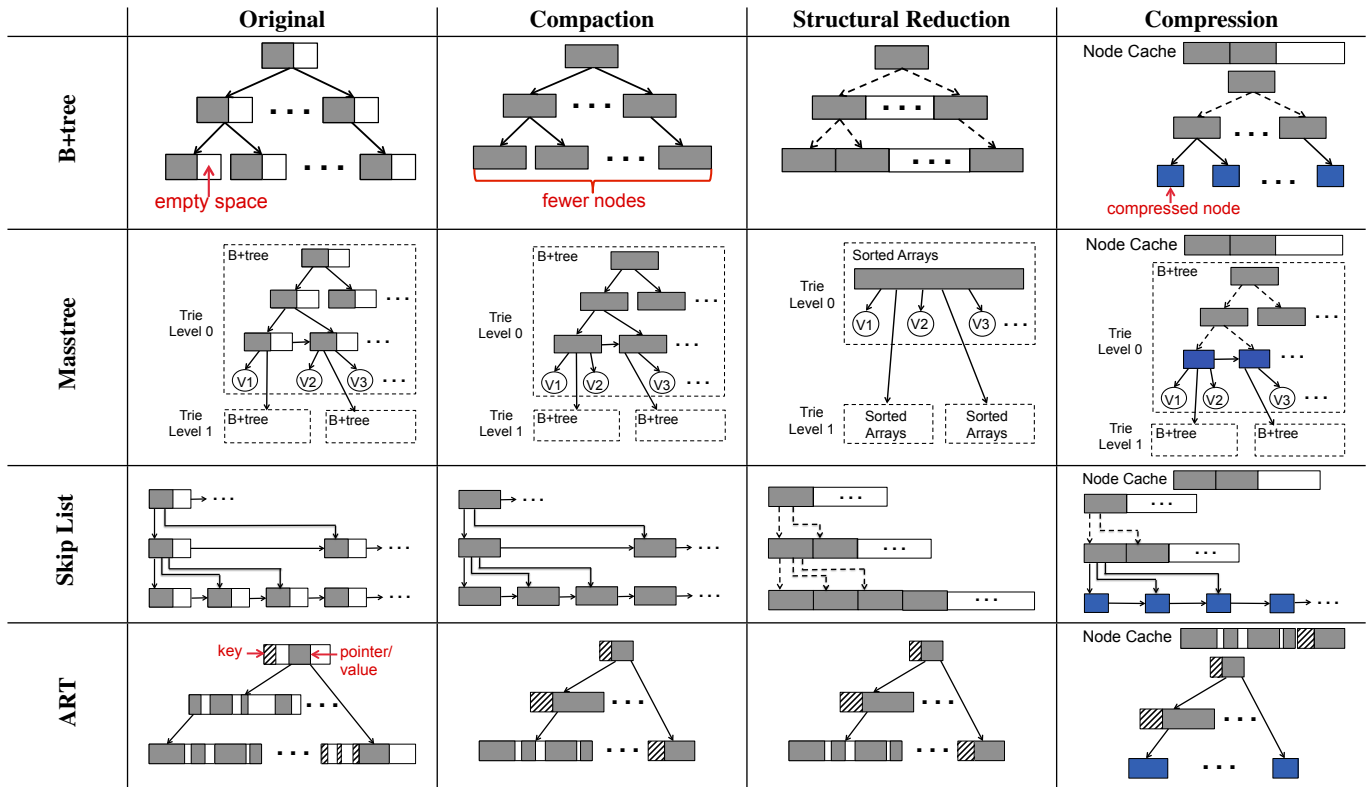 Original Compaction Structural Reduction Compression
B+tree
empty space
fewer nodes
Node Cache
compressed node
Masstree
B+tree
Trie
Level 0
V1 V2 V3
Trie
Level 1
B+tree B+tree
B+tree
Trie
Level 0
V1 V2 V3
Trie
Level 1
B+tree B+tree
Sorted Arrays
Trie
Level 0
V1 V2 V3
Trie
Level 1
Sorted
Arrays
Sorted
Arrays
Node Cache
B+tree
Trie
Level 0
V1 V2 V3
Trie
Level 1
B+tree B+tree
Skip List
Node Cache
ART
key
pointer/
value
Node Cache